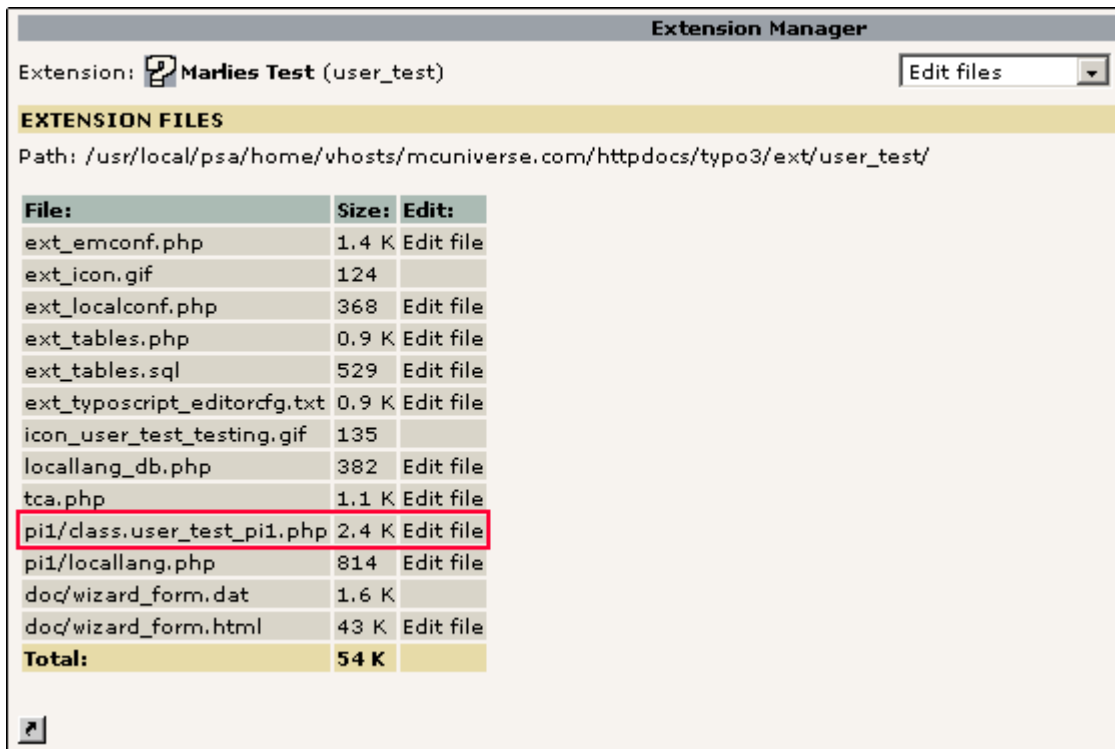 Extension Manager
Extension: Marlies Test (user_test) Edit files
EXTENSION FILES
Path: /usr/local/psa/home/vhosts/mcuniverse.com/httpdocs/typo3/ext/user_test/
File: Size: Edit:
ext_emconf.php 1.4 K Edit file
ext_icon.gif 124
ext_localconf.php 368 Edit file
ext_tables.php 0.9 K Edit file
ext_tables.sql 529 Edit file
ext_typoscript_editorcfg.txt 0.9 K Edit file
icon_user_test_testing.gif 135
locallang_db.php 382 Edit file
tca.php 1.1 K Edit file
pi1/class.user_test_pi1.php 2.4 K Edit file
pi1/locallang.php 814 Edit file
doc/wizard_form.dat 1.6 K
doc/wizard_form.html 43 K Edit file
Total: 54 K